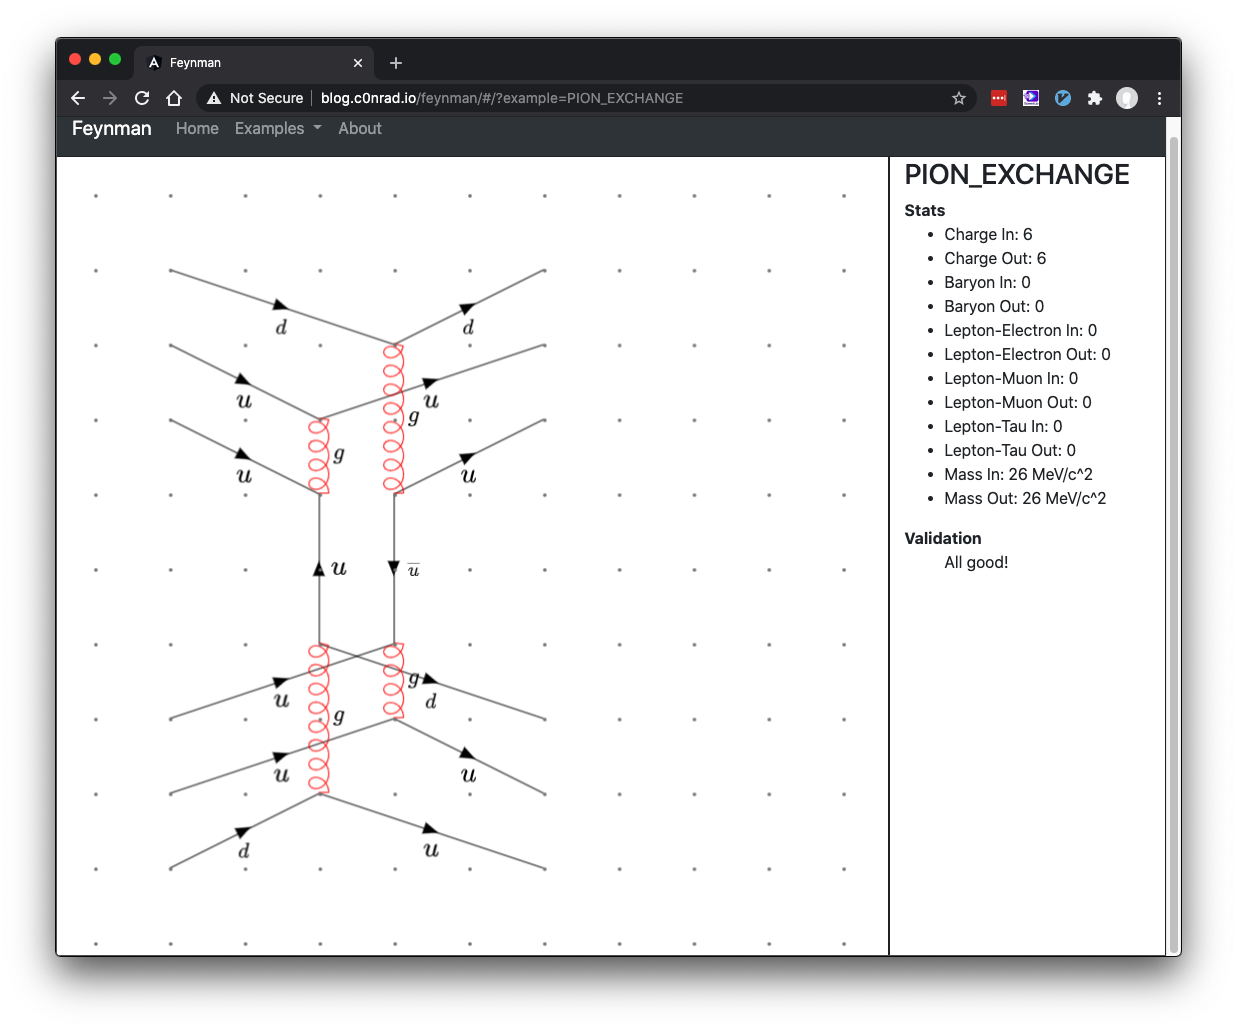 Feynman
Not Secure blog.c0nrad.io/feynman/#/?example=PION_EXCHANGE
Feynman Home Examples About
PION_EXCHANGE
Stats
Charge In: 6
Charge Out: 6
Baryon In: 0
Baryon Out: 0
Lepton-Electron In: 0
Lepton-Electron Out: 0
Lepton-Muon In: 0
Lepton-Muon Out: 0
Lepton-Tau In: 0
Lepton-Tau Out: 0
Mass In: 26 MeV/c^2
Mass Out: 26 MeV/c^2
Validation
All good!
d d
u u
g
g
u u
u u̅
u g d
g
u u
d u